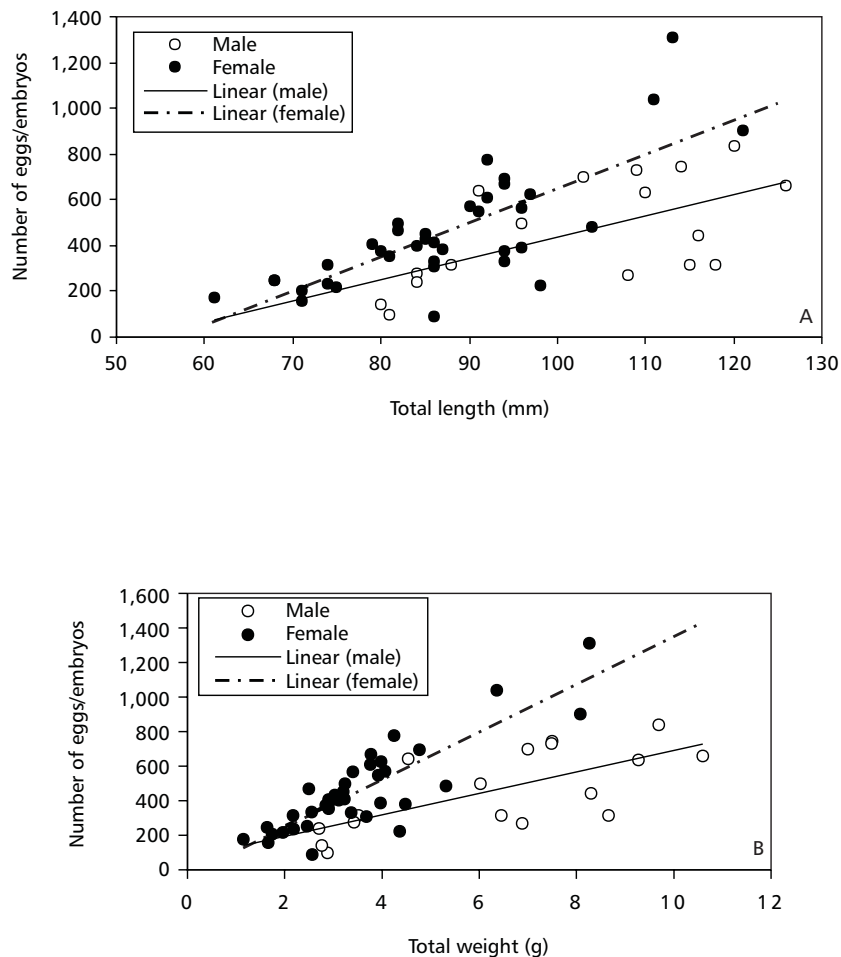 1,400
1,200
1,000
800
600
400
200
0
Number of eggs/embryos
Male
Female
Linear (male)
Linear (female)
A
50 60 70 80 90 100 110 120 130
Total length (mm)
1,600
1,400
1,200
1,000
800
600
400
200
0
Number of eggs/embryos
Male
Female
Linear (male)
Linear (female)
B
0 2 4 6 8 10 12
Total weight (g)